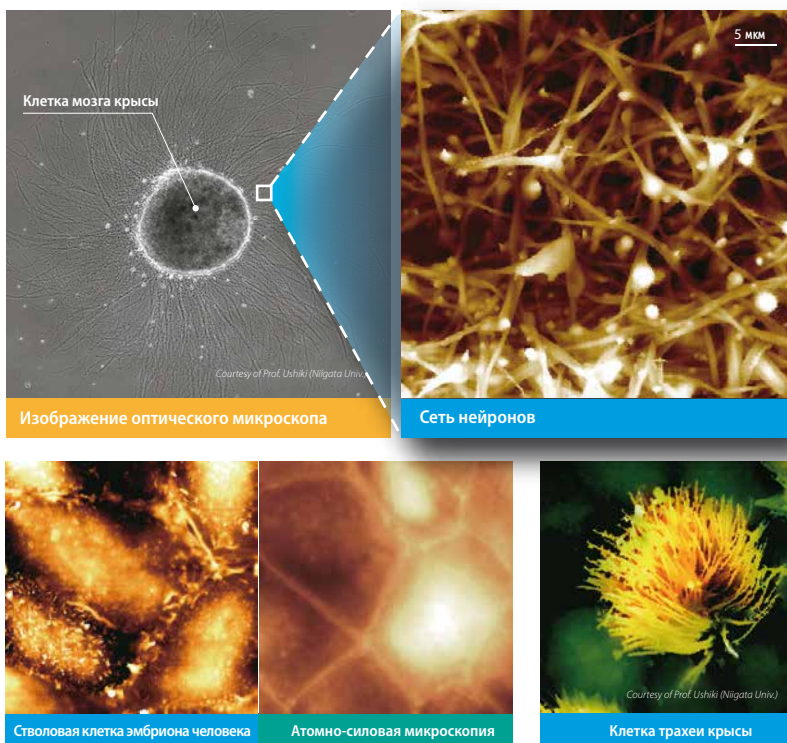 Клетка мозга крысы
5 мкм
Courtesy of Prof. Ushiki (Niigata Univ.
Изображение оптического микроскопа
Сеть нейронов
Courtesy of Prof. Ushiki (Niigata Univ.)
Стволовая клетка эмбриона человека
Атомно-силовая микроскопия
Клетка трахеи крысы